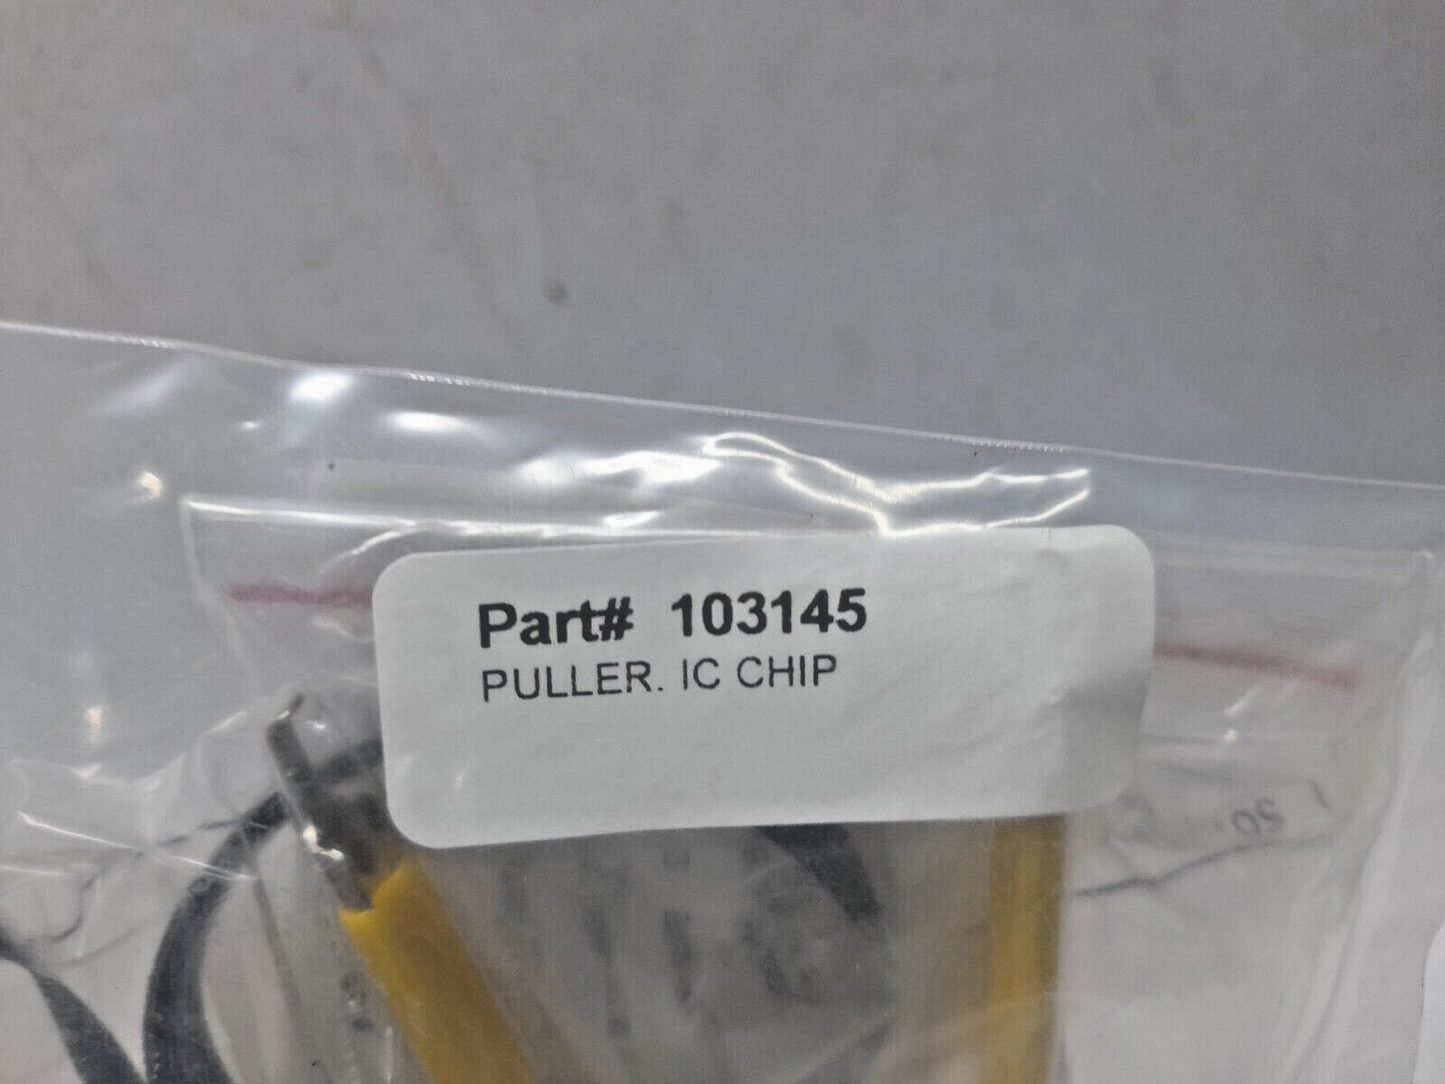 Part# 103145
PULLER. IC CHIP